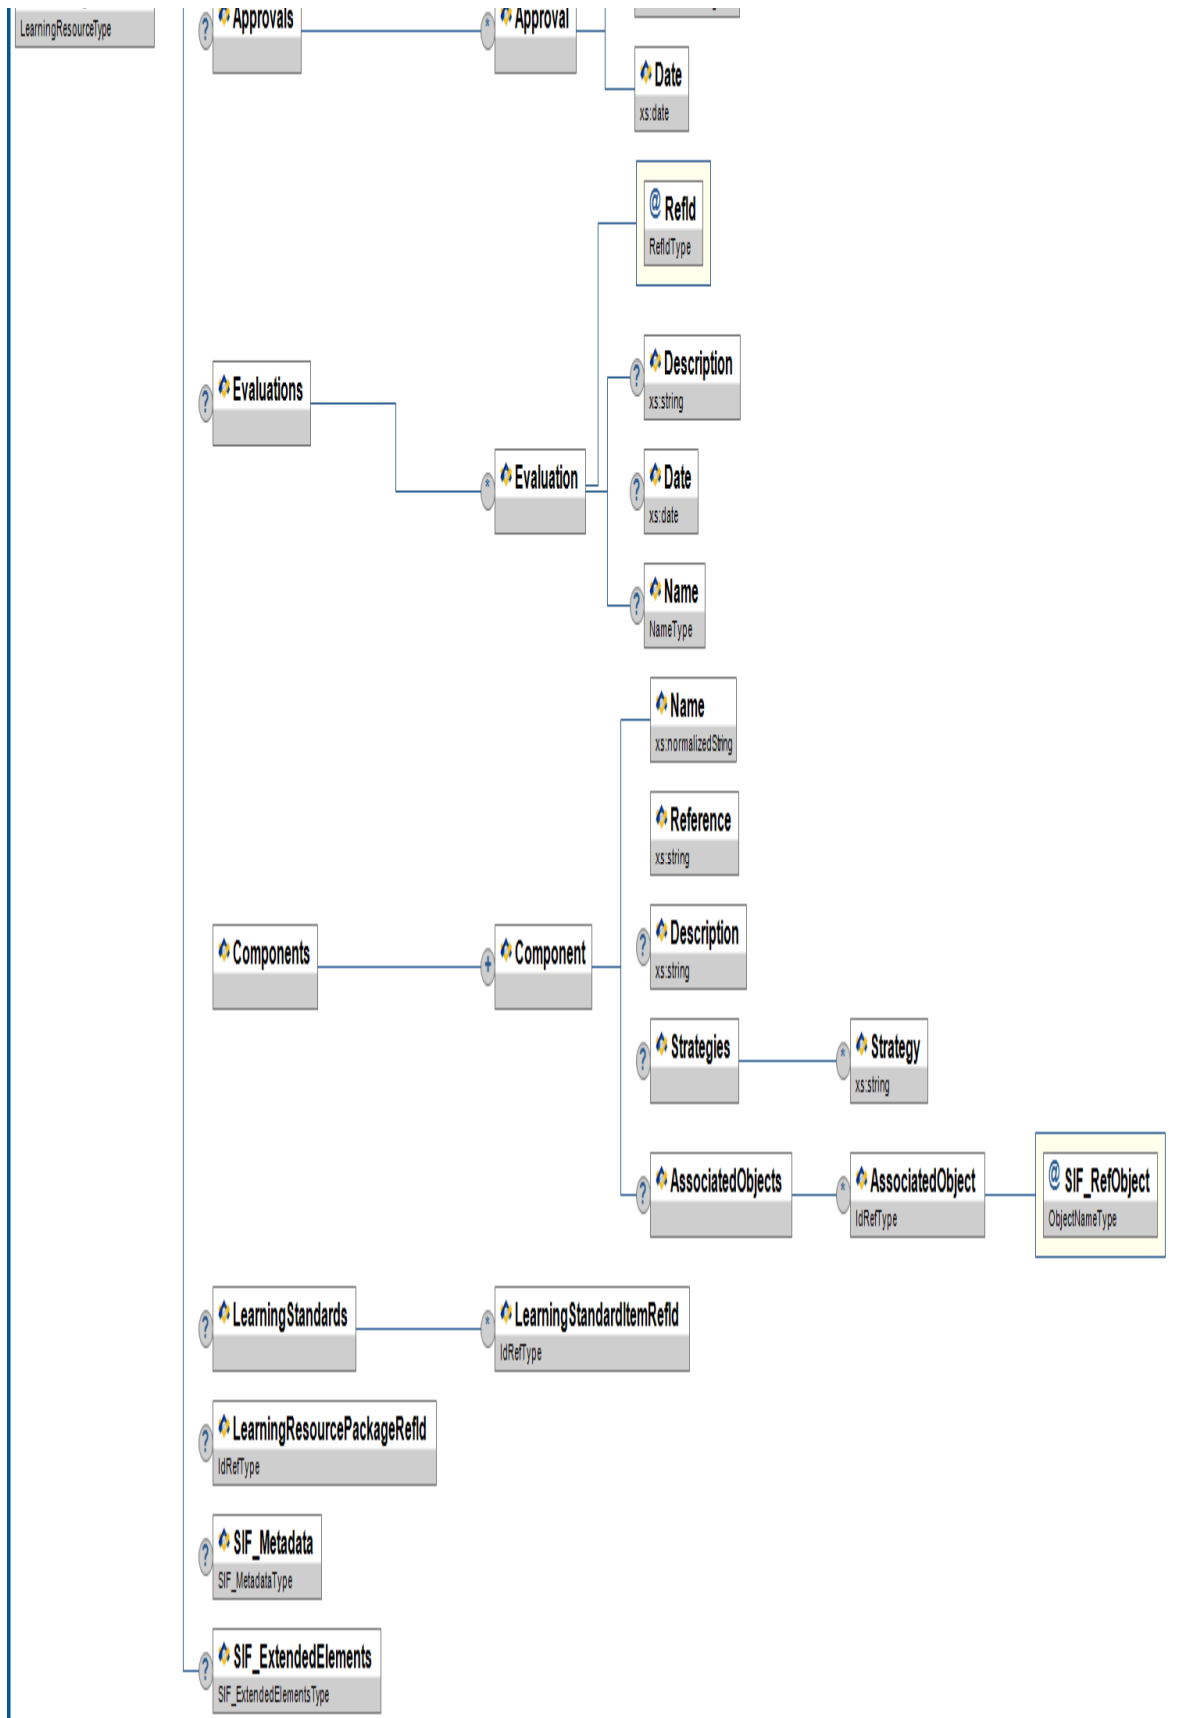 LearningResourceType
? Approvals
* Approval
Date
xs:date
@ RefId
RefIdType
? Evaluations
* Evaluation
? Description
xs:string
? Date
xs:date
? Name
NameType
Components
+ Component
Name
xs:normalizedString
Reference
xs:string
? Description
xs:string
? Strategies
* Strategy
xs:string
? AssociatedObjects
* AssociatedObject
IdRefType
@ SIF_RefObject
ObjectNameType
? LearningStandards
* LearningStandardItemRefId
IdRefType
? LearningResourcePackageRefId
IdRefType
? SIF_Metadata
SIF_MetadataType
? SIF_ExtendedElements
SIF_ExtendedElementsType